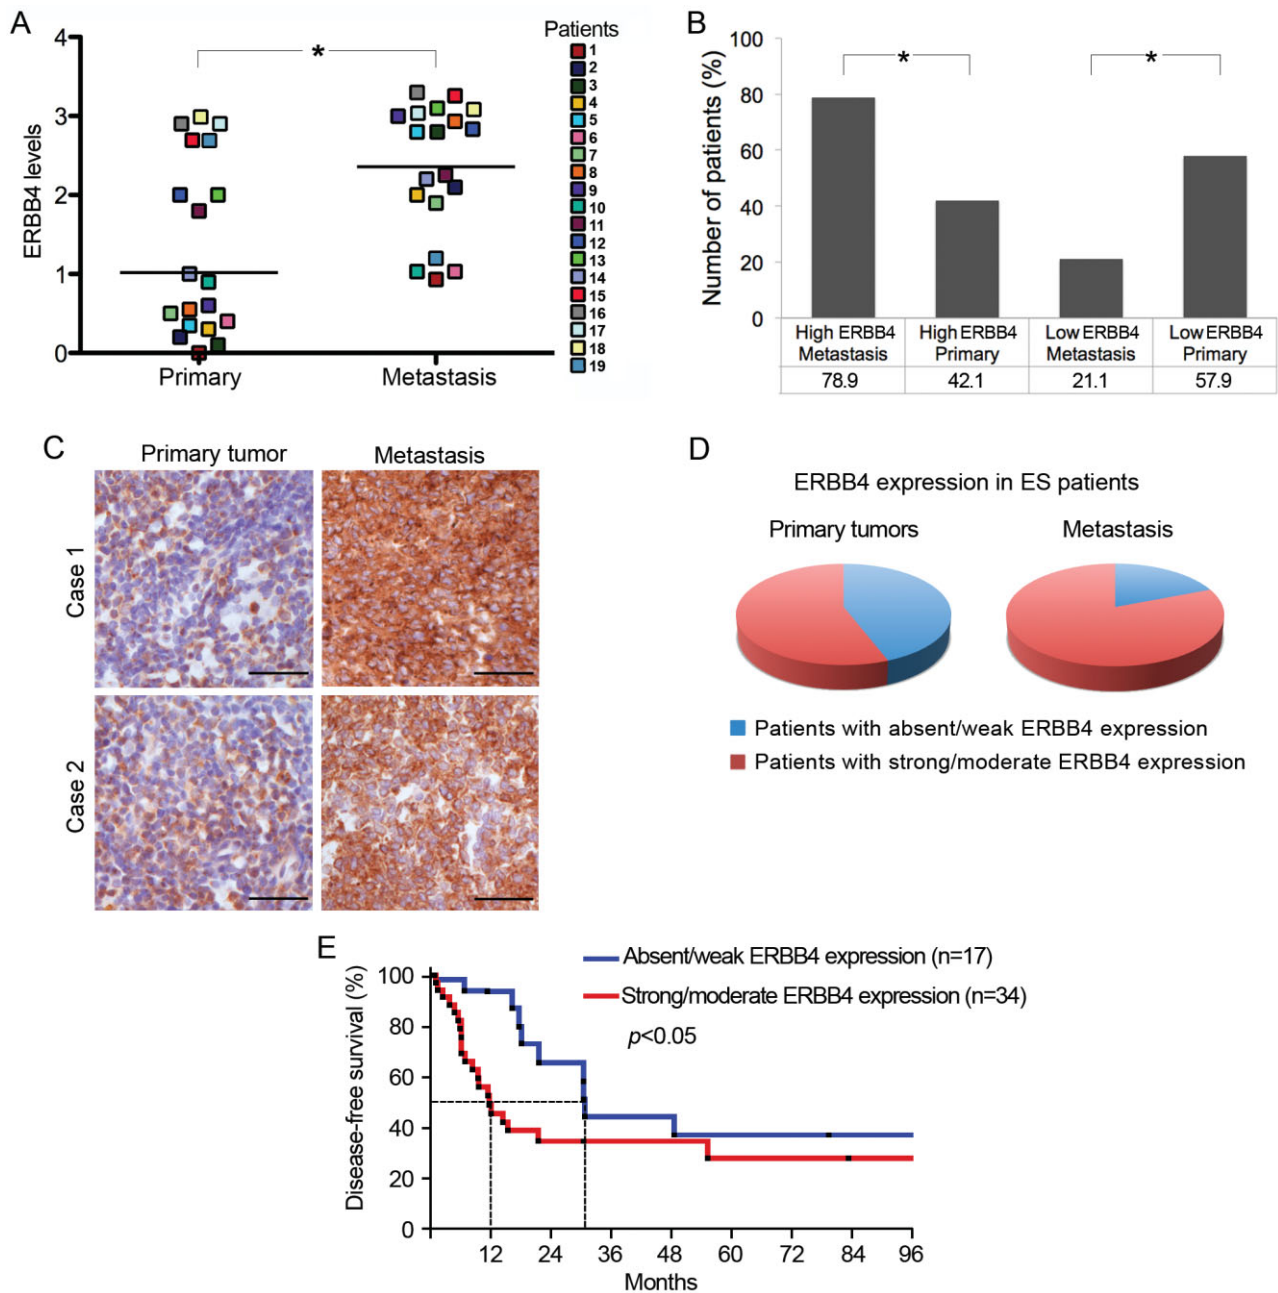 A
ERBB4 levels
4
3
2
1
0
*
Primary
Metastasis
Patients
1
2
3
4
5
6
7
8
9
10
11
12
13
14
15
16
17
18
19
B
Number of patients (%)
100
80
60
40
20
0
*
*
High ERBB4 Metastasis
High ERBB4 Primary
Low ERBB4 Metastasis
Low ERBB4 Primary
78.9
42.1
21.1
57.9
C
Primary tumor
Metastasis
Case 1
Case 2
D
ERBB4 expression in ES patients
Primary tumors
Metastasis
Patients with absent/weak ERBB4 expression
Patients with strong/moderate ERBB4 expression
E
Disease-free survival (%)
100
80
60
40
20
0
Absent/weak ERBB4 expression (n=17)
Strong/moderate ERBB4 expression (n=34)
p<0.05
12
24
36
48
60
72
84
96
Months